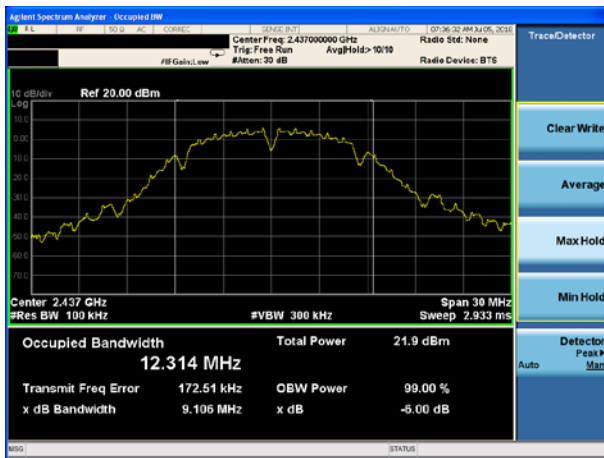 Agilent Spectrum Analyzer - Occupied BW
RL RF 50 Ω AC CORREC SENSE:INT ALIGNAUTO 07:36:32 AM Jul 05, 2016
Center Freq: 2.437000000 GHz Radio Std: None
Trig: Free Run Avg|Hold:> 10/10
#IFGain:Low #Atten: 30 dB Radio Device: BTS
Trace/Detector
10 dB/div Ref 20.00 dBm
Log
10.0
0.00
-10.0
-20.0
-30.0
-40.0
-50.0
-60.0
-70.0
Center 2.437 GHz Span 30 MHz
#Res BW 100 kHz #VBW 300 kHz Sweep 2.933 ms
Occupied Bandwidth Total Power 21.9 dBm
12.314 MHz
Transmit Freq Error 172.51 kHz OBW Power 99.00 %
x dB Bandwidth 9.106 MHz x dB -6.00 dB
Clear Write
Average
Max Hold
Min Hold
Detector
Peak
Auto Man
MSG STATUS